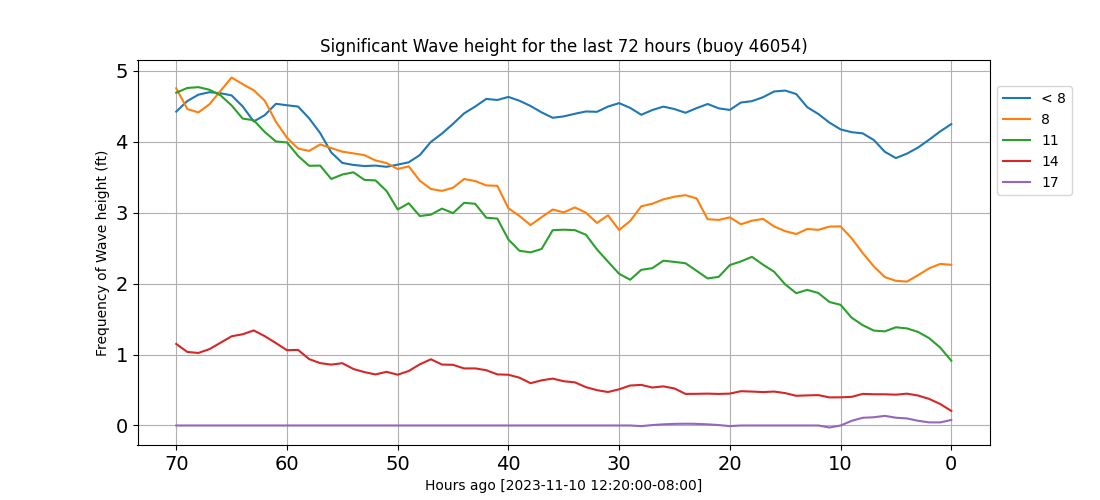 Significant Wave height for the last 72 hours (buoy 46054)
Frequency of Wave height (ft)
5
4
3
2
1
0
70 60 50 40 30 20 10 0
Hours ago [2023-11-10 12:20:00-08:00]
< 8
8
11
14
17